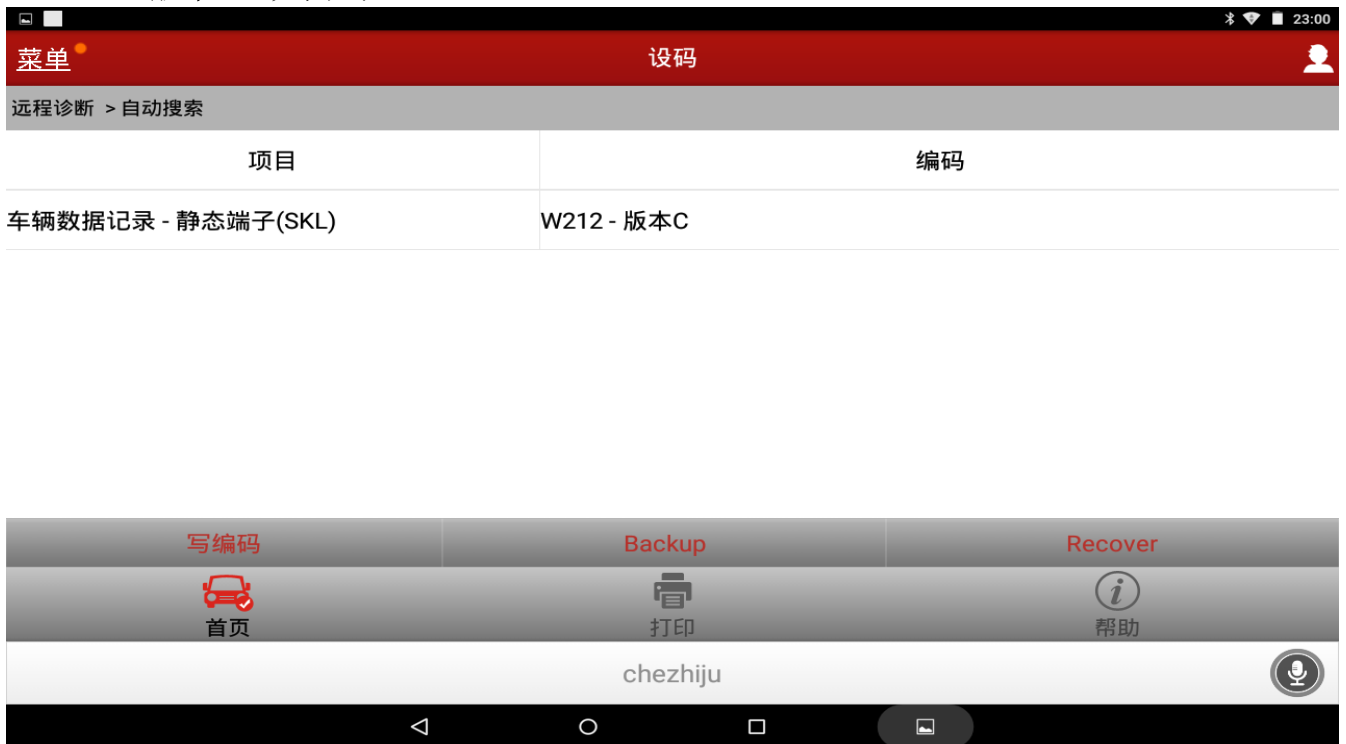 23:00
菜单 设码
远程诊断 > 自动搜索
项目 编码
车辆数据记录 - 静态端子(SKL) W212 - 版本C
写编码 Backup Recover
首页 打印 帮助
chezhiju